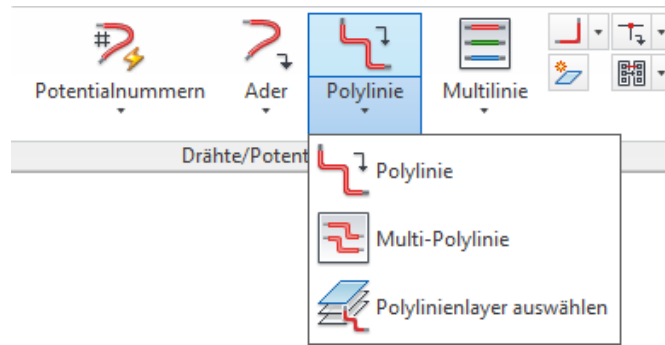 Potentialnummern Ader Polylinie Multilinie
Drähte/Potent
Polylinie
Multi-Polylinie
Polylinienlayer auswählen